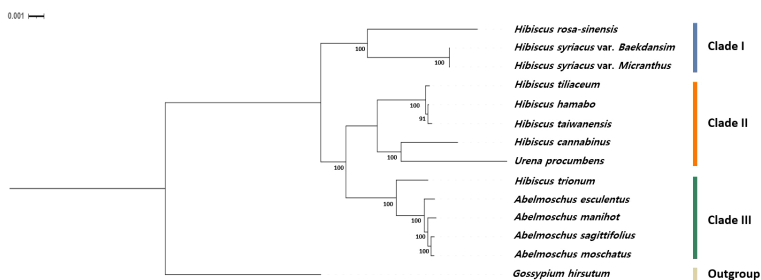 0.001
Hibiscus rosa-sinensis
100
Hibiscus syriacus var. Baekdansim
Clade I
100
Hibiscus syriacus var. Micranthus
Hibiscus tiliaceum
100
Hibiscus hamabo
91
Hibiscus taiwanensis
Clade II
Hibiscus cannabinus
100
Urena procumbens
100
Hibiscus trionum
100
Abelmoschus esculentus
100
Abelmoschus manihot
Clade III
100
Abelmoschus sagittifolius
100
Abelmoschus moschatus
Gossypium hirsutum
Outgroup